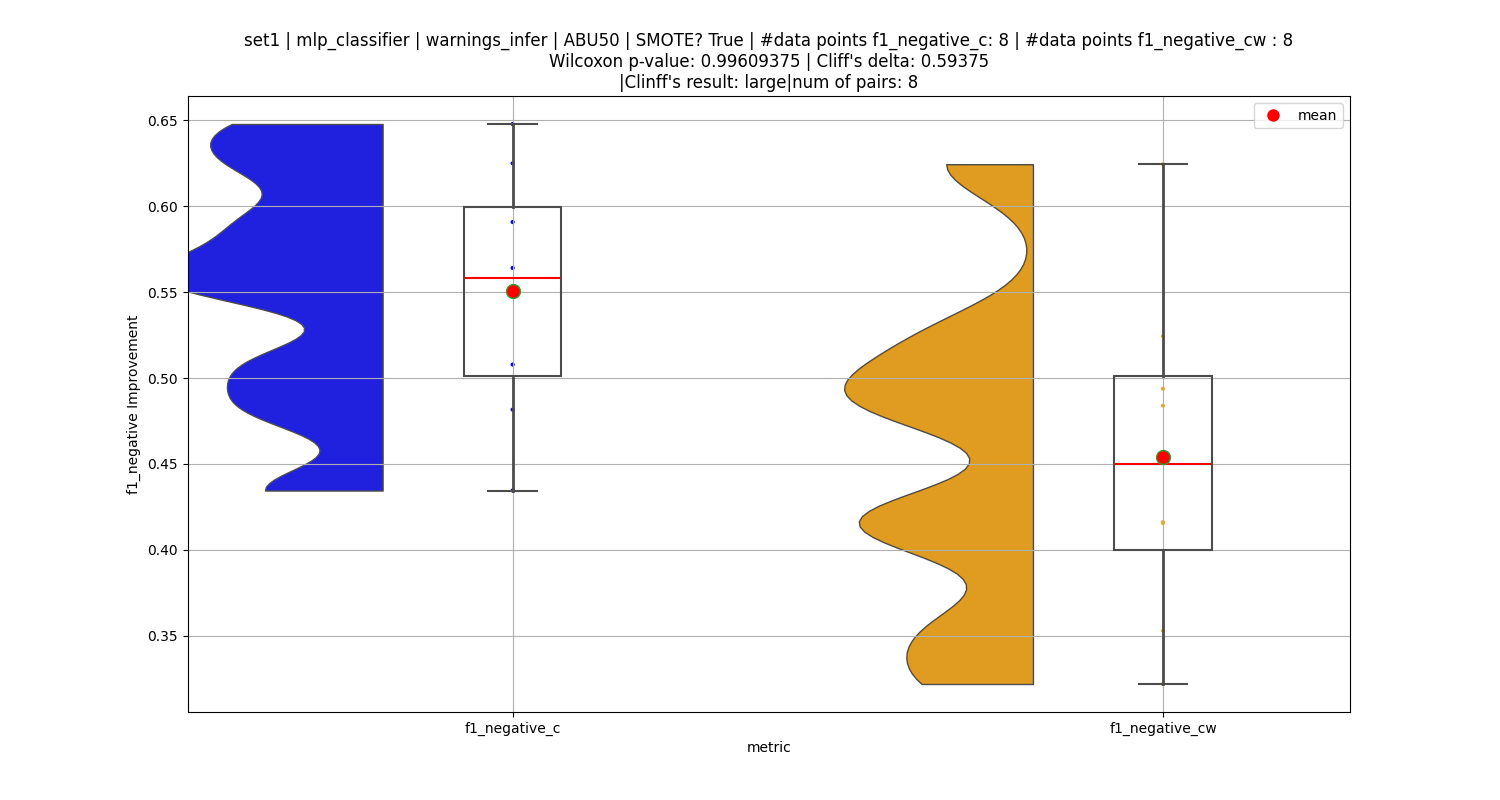 set1 | mlp_classifier | warnings_infer | ABU50 | SMOTE? True | #data points f1_negative_c: 8 | #data points f1_negative_cw : 8
Wilcoxon p-value: 0.99609375 | Cliff's delta: 0.59375
|Clinff's result: large|num of pairs: 8
mean
f1_negative Improvement
0.65
0.60
0.55
0.50
0.45
0.40
0.35
f1_negative_c
f1_negative_cw
metric